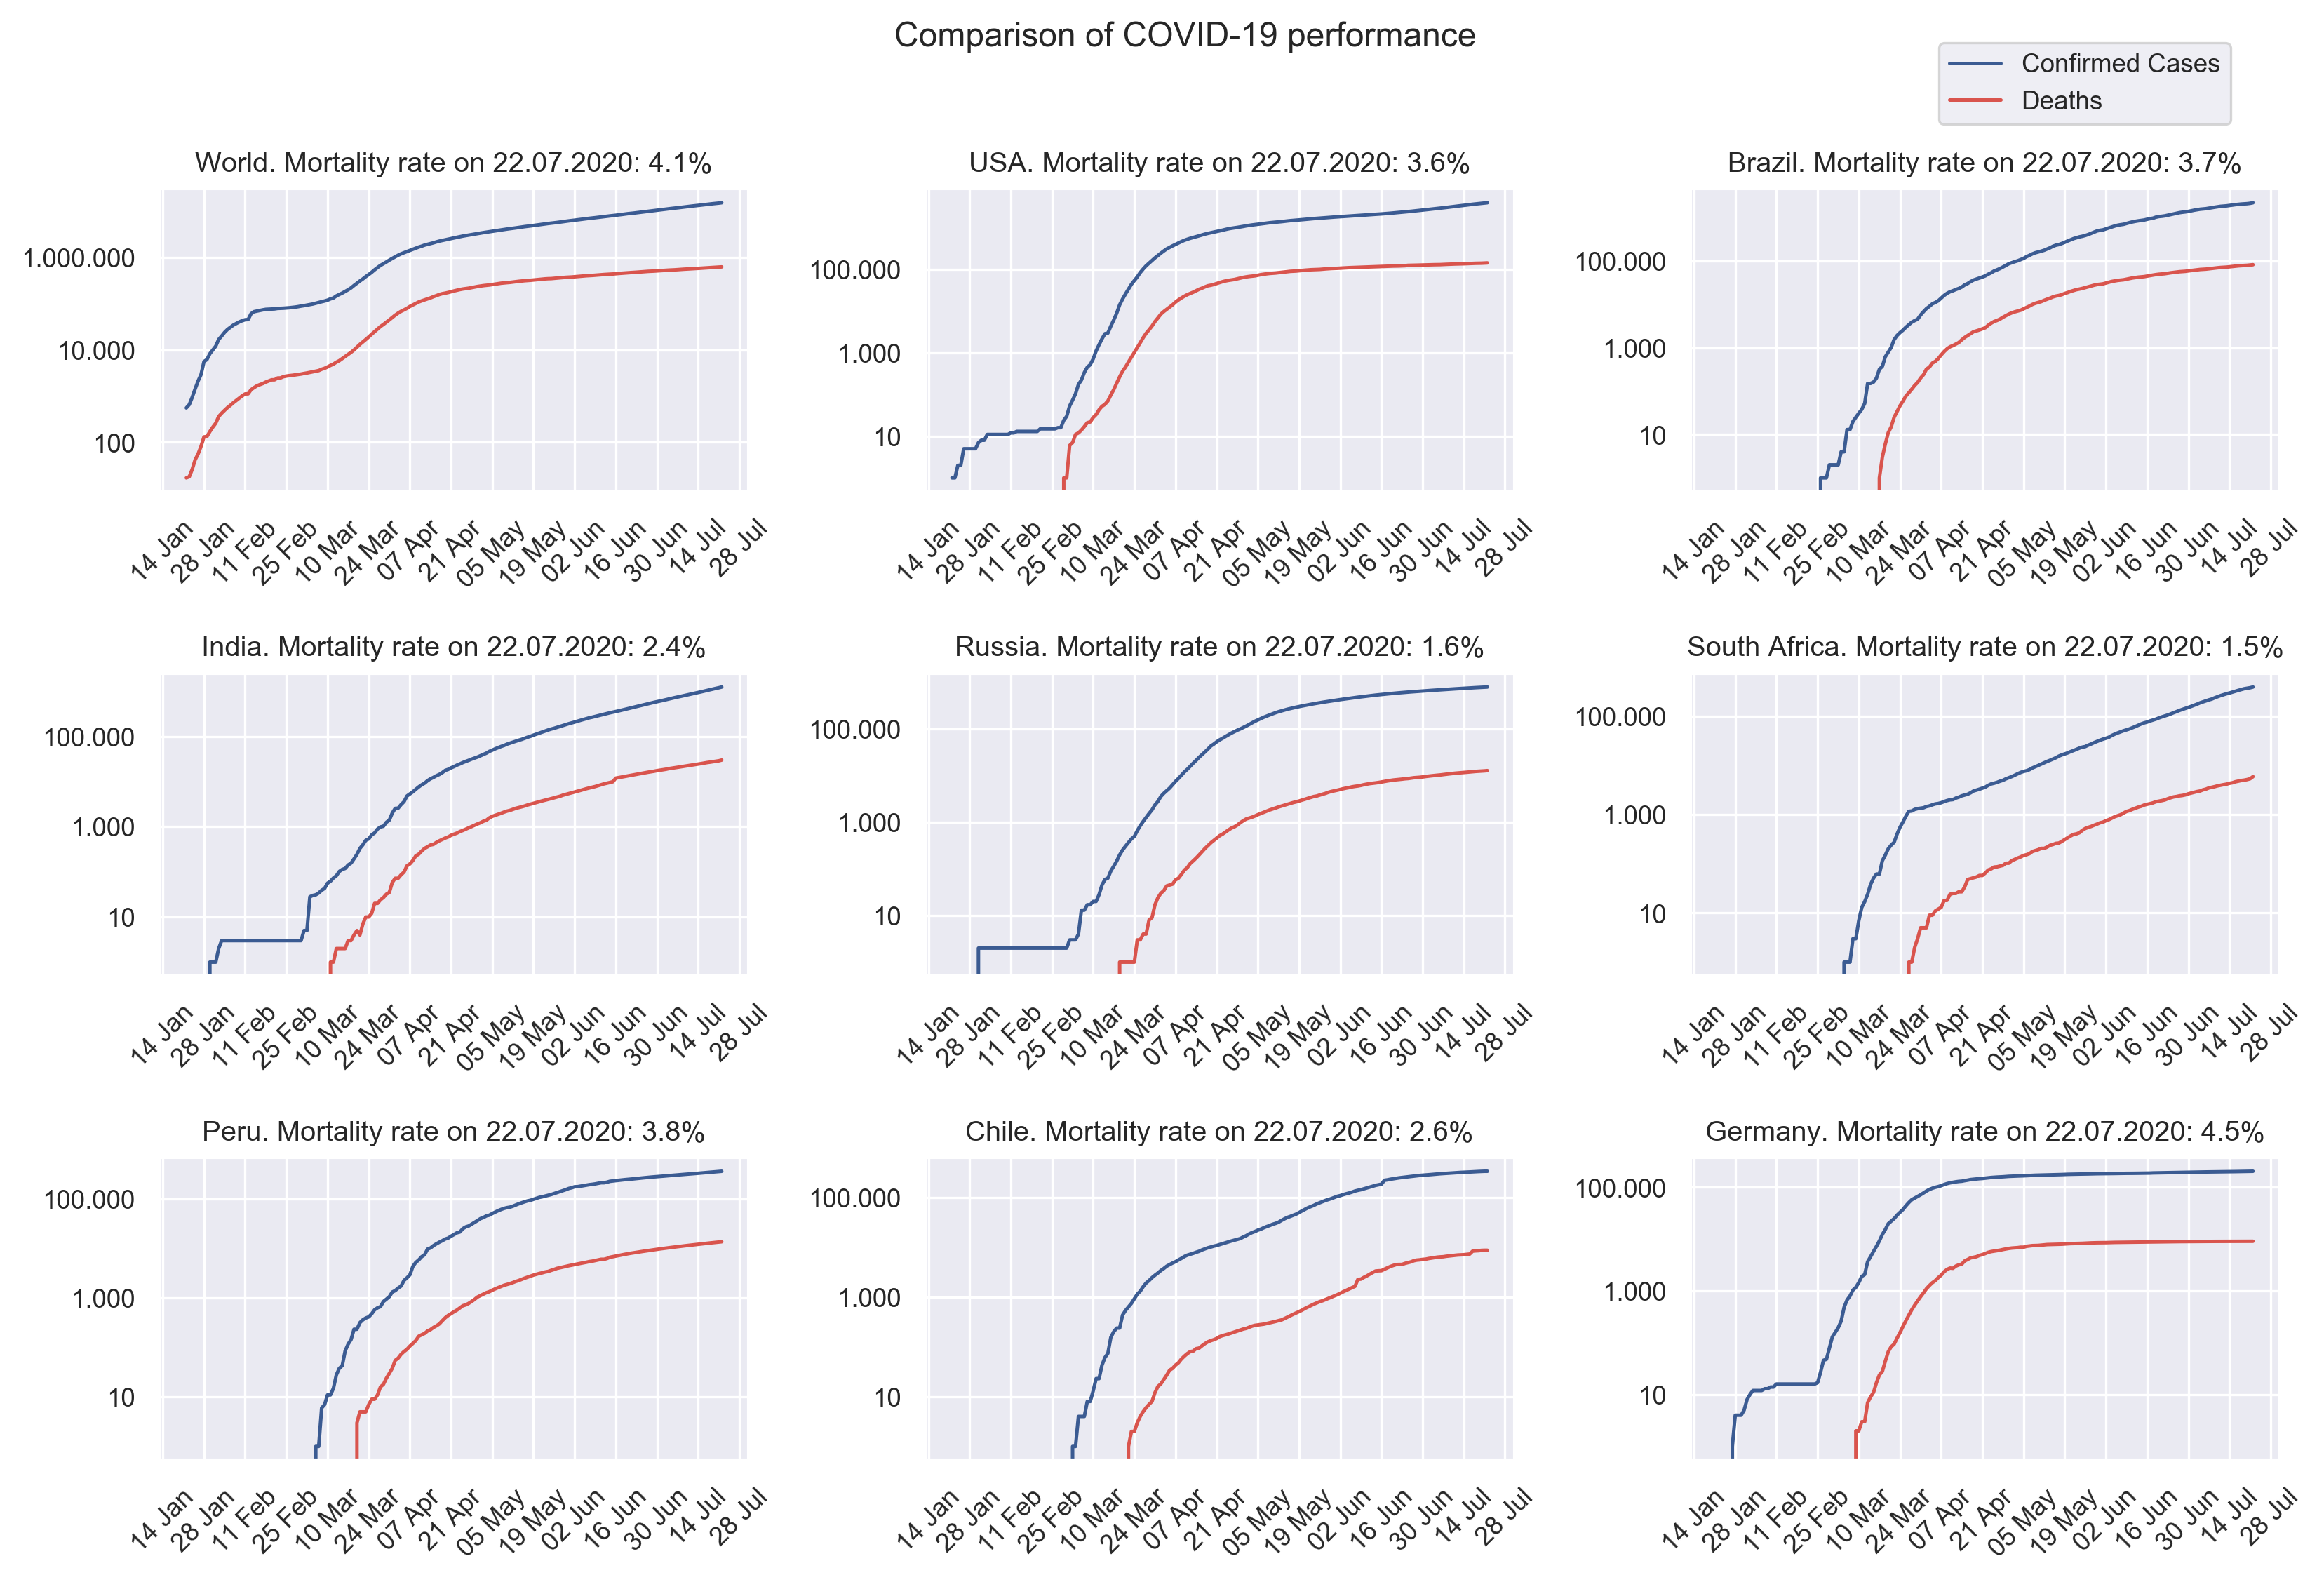 Comparison of COVID-19 performance
Confirmed Cases
Deaths
World. Mortality rate on 22.07.2020: 4.1%
1.000.000
10.000
100
14 Jan
28 Jan
11 Feb
25 Feb
10 Mar
24 Mar
07 Apr
21 Apr
05 May
19 May
02 Jun
16 Jun
30 Jun
14 Jul
28 Jul
USA. Mortality rate on 22.07.2020: 3.6%
100.000
1.000
10
14 Jan
28 Jan
11 Feb
25 Feb
10 Mar
24 Mar
07 Apr
21 Apr
05 May
19 May
02 Jun
16 Jun
30 Jun
14 Jul
28 Jul
Brazil. Mortality rate on 22.07.2020: 3.7%
100.000
1.000
10
14 Jan
28 Jan
11 Feb
25 Feb
10 Mar
24 Mar
07 Apr
21 Apr
05 May
19 May
02 Jun
16 Jun
30 Jun
14 Jul
28 Jul
India. Mortality rate on 22.07.2020: 2.4%
100.000
1.000
10
14 Jan
28 Jan
11 Feb
25 Feb
10 Mar
24 Mar
07 Apr
21 Apr
05 May
19 May
02 Jun
16 Jun
30 Jun
14 Jul
28 Jul
Russia. Mortality rate on 22.07.2020: 1.6%
100.000
1.000
10
14 Jan
28 Jan
11 Feb
25 Feb
10 Mar
24 Mar
07 Apr
21 Apr
05 May
19 May
02 Jun
16 Jun
30 Jun
14 Jul
28 Jul
South Africa. Mortality rate on 22.07.2020: 1.5%
100.000
1.000
10
14 Jan
28 Jan
11 Feb
25 Feb
10 Mar
24 Mar
07 Apr
21 Apr
05 May
19 May
02 Jun
16 Jun
30 Jun
14 Jul
28 Jul
Peru. Mortality rate on 22.07.2020: 3.8%
100.000
1.000
10
14 Jan
28 Jan
11 Feb
25 Feb
10 Mar
24 Mar
07 Apr
21 Apr
05 May
19 May
02 Jun
16 Jun
30 Jun
14 Jul
28 Jul
Chile. Mortality rate on 22.07.2020: 2.6%
100.000
1.000
10
14 Jan
28 Jan
11 Feb
25 Feb
10 Mar
24 Mar
07 Apr
21 Apr
05 May
19 May
02 Jun
16 Jun
30 Jun
14 Jul
28 Jul
Germany. Mortality rate on 22.07.2020: 4.5%
100.000
1.000
10
14 Jan
28 Jan
11 Feb
25 Feb
10 Mar
24 Mar
07 Apr
21 Apr
05 May
19 May
02 Jun
16 Jun
30 Jun
14 Jul
28 Jul